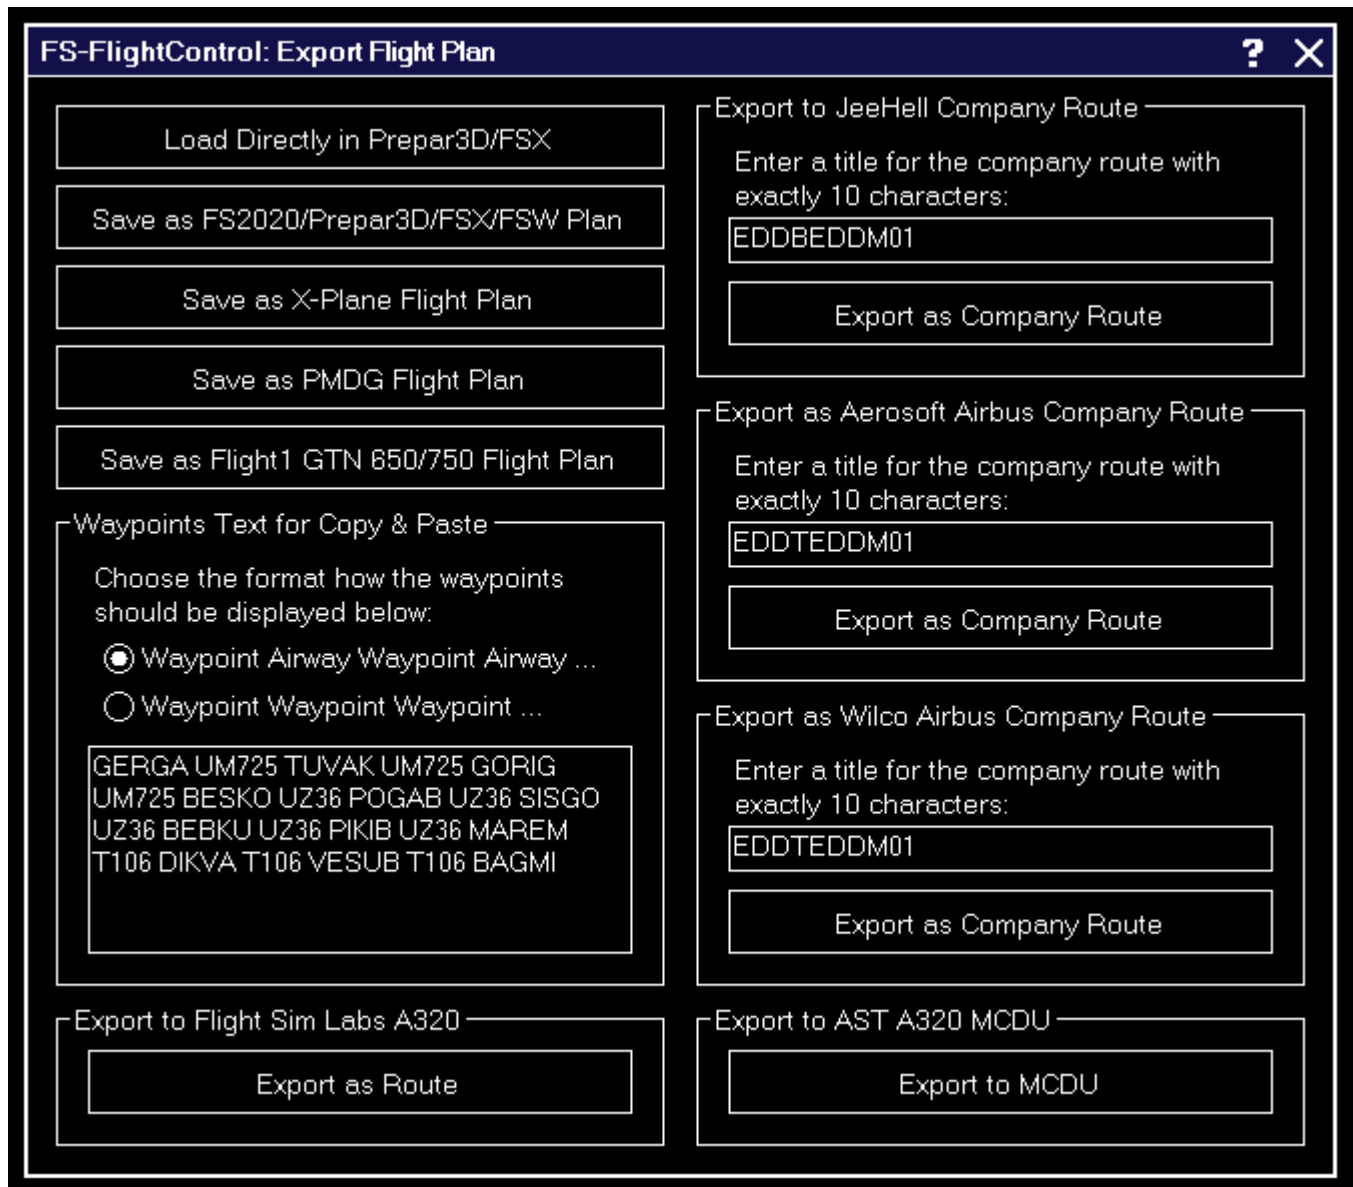 FS-FlightControl: Export Flight Plan
Load Directly in Prepar3D/FSX
Save as FS2020/Prepar3D/FSX/FSW Plan
Save as X-Plane Flight Plan
Save as PMDG Flight Plan
Save as Flight1 GTN 650/750 Flight Plan
Waypoints Text for Copy & Paste
Choose the format how the waypoints
should be displayed below:
Waypoint Airway Waypoint Airway ...
Waypoint Waypoint Waypoint ...
GERGA UM725 TUVAK UM725 GORIG
UM725 BESKO UZ36 POGAB UZ36 SISGO
UZ36 BEBKU UZ36 PIKIB UZ36 MAREM
T106 DIKVA T106 VESUB T106 BAGMI
Export to Flight Sim Labs A320
Export as Route
Export to JeeHell Company Route
Enter a title for the company route with
exactly 10 characters:
EDDBEDDM01
Export as Company Route
Export as Aerosoft Airbus Company Route
Enter a title for the company route with
exactly 10 characters:
EDDTEDDM01
Export as Company Route
Export as Wilco Airbus Company Route
Enter a title for the company route with
exactly 10 characters:
EDDTEDDM01
Export as Company Route
Export to AST A320 MCDU
Export to MCDU